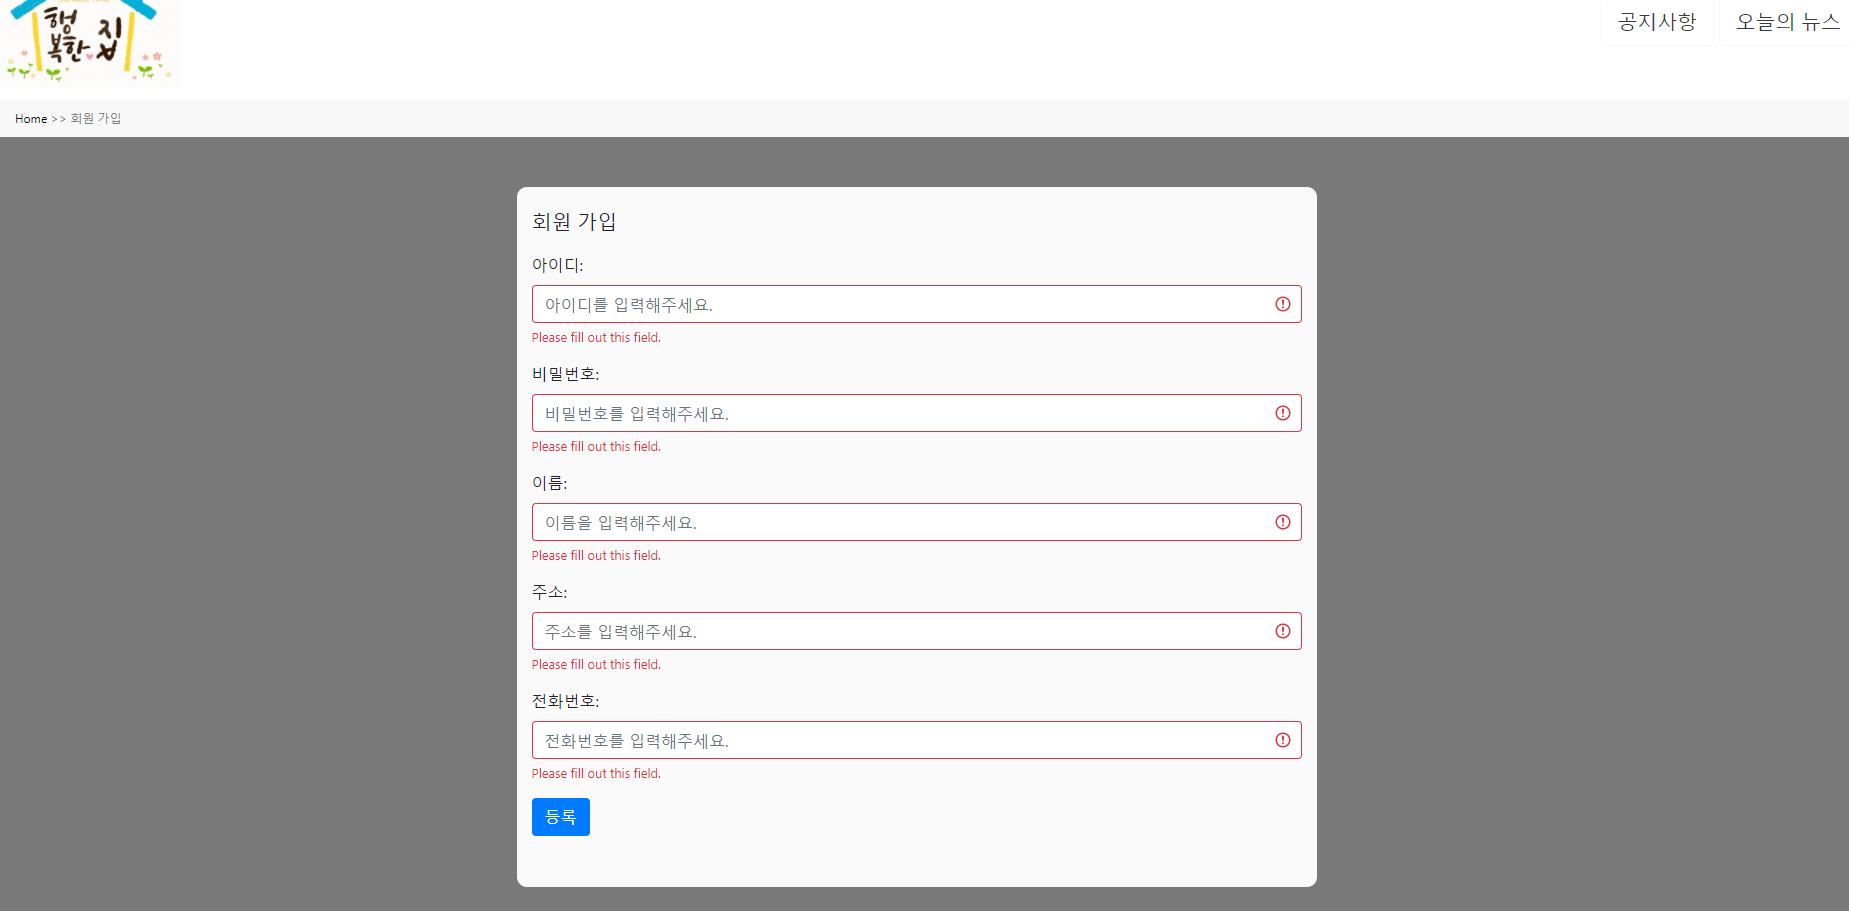 행
복한 집
공지사항
오늘의 뉴스
Home >> 회원 가입
회원 가입
아이디:
아이디를 입력해주세요.
Please fill out this field.
비밀번호:
비밀번호를 입력해주세요.
Please fill out this field.
이름:
이름을 입력해주세요.
Please fill out this field.
주소:
주소를 입력해주세요.
Please fill out this field.
전화번호:
전화번호를 입력해주세요.
Please fill out this field.
등록